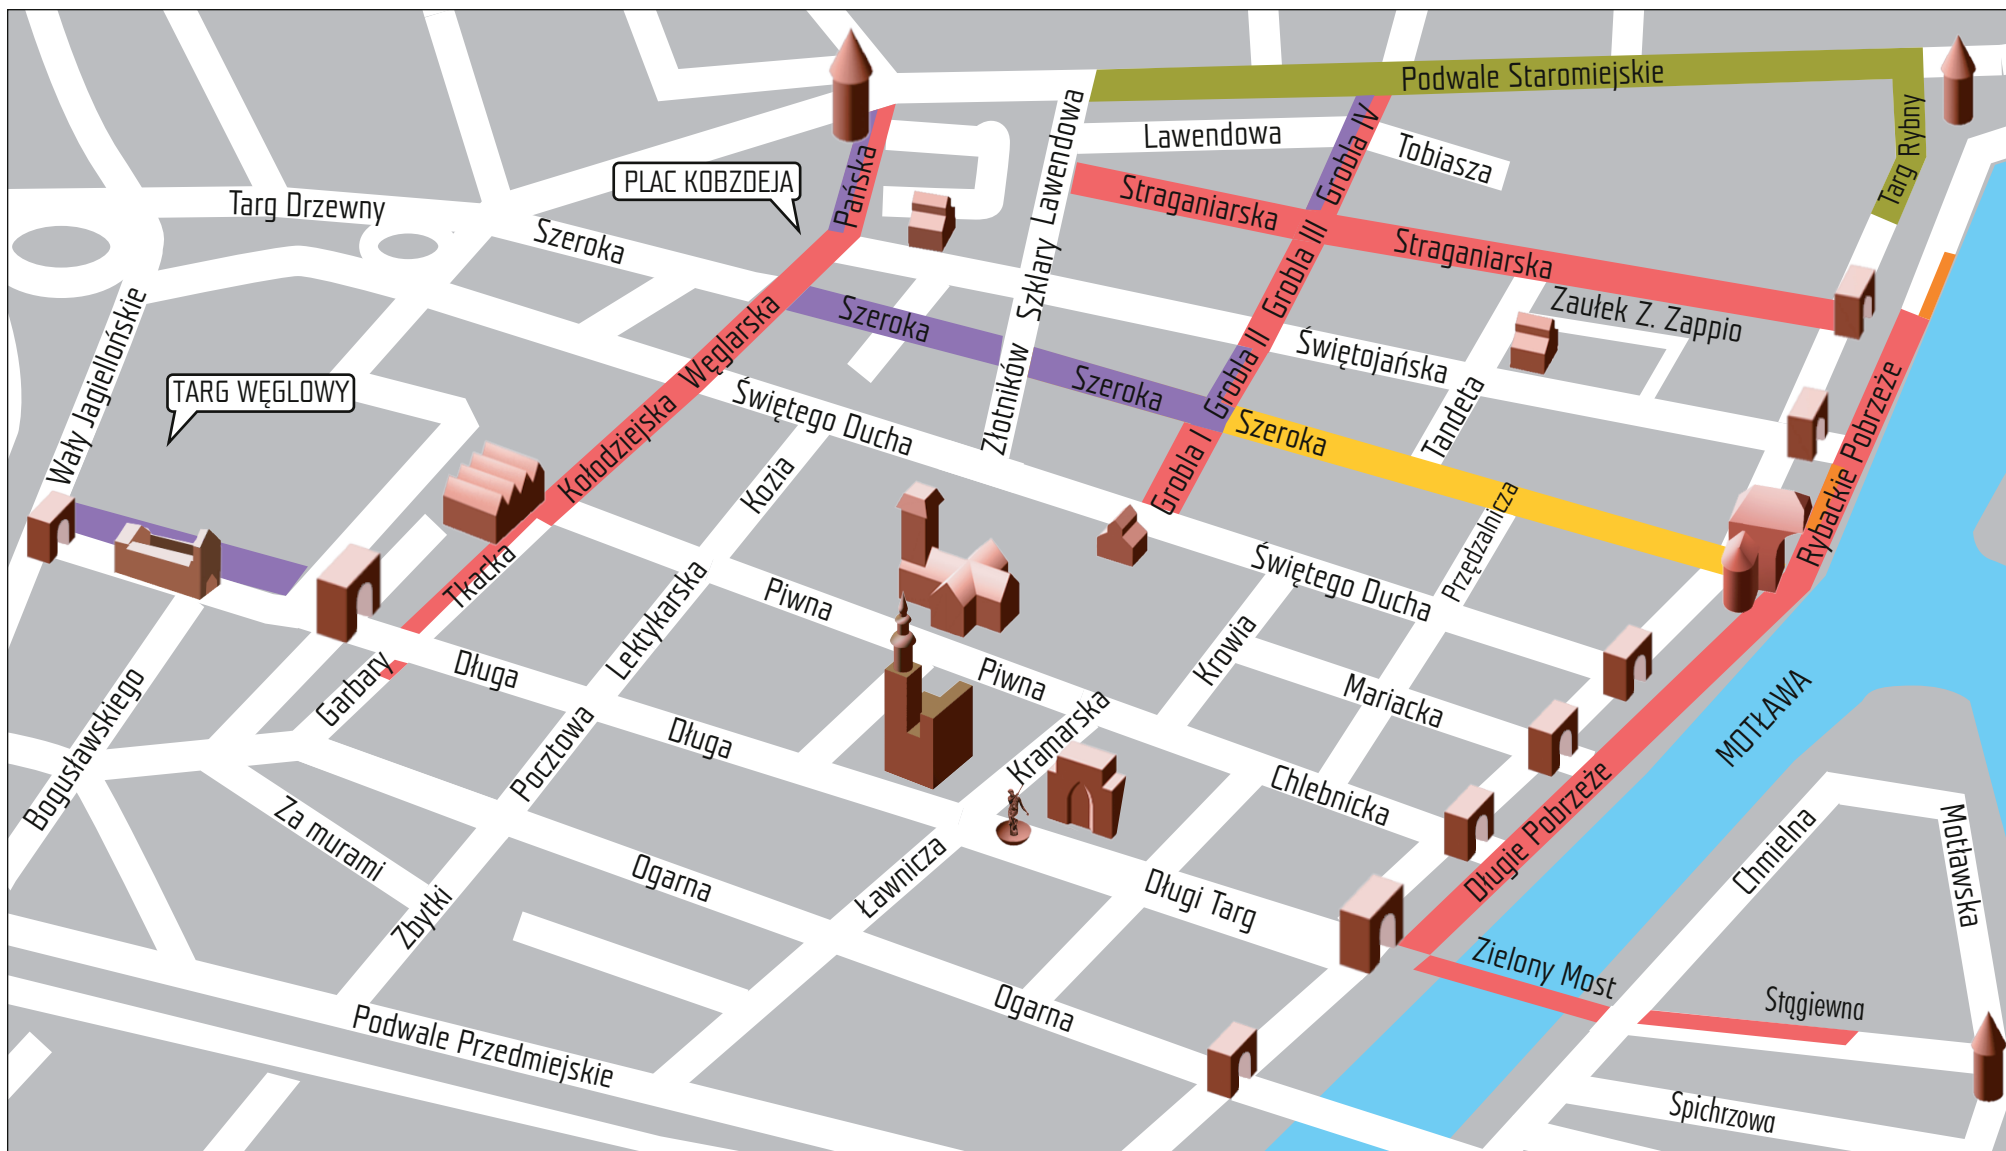 Podwale Staromiejskie
Targ Rybny
Lawendowa
Lawendowa
Tobiasza
Grobla IV
PLAC KOBZDEJA
Pańska
Straganiarska
Straganiarska
Targ Drzewny
Szeroka
Szklary
Grobla III
Zaułek Z. Zappio
Wały Jagiellońskie
Węglarska
Szeroka
Świętojańska
TARG WĘGLOWY
Złotników
Szeroka
Grobla II
Świętego Ducha
Kołodziejska
Szeroka
Tandeta
Rybackie Pobrzeże
Kozia
Grobla I
Przędzalnicza
Tkacka
Piwna
Świętego Ducha
Lektykarska
Krowia
Garbary
Długa
Piwna
Mariacka
MOTŁAWA
Bogusławskiego
Pocztowa
Długa
Kramarska
Chlebnicka
Długie Pobrzeże
Za murami
Ogarna
Ławnicza
Długi Targ
Chmielna
Motławska
Zbytki
Zielony Most
Stągiewna
Ogarna
Podwale Przedmiejskie
Spichrzowa